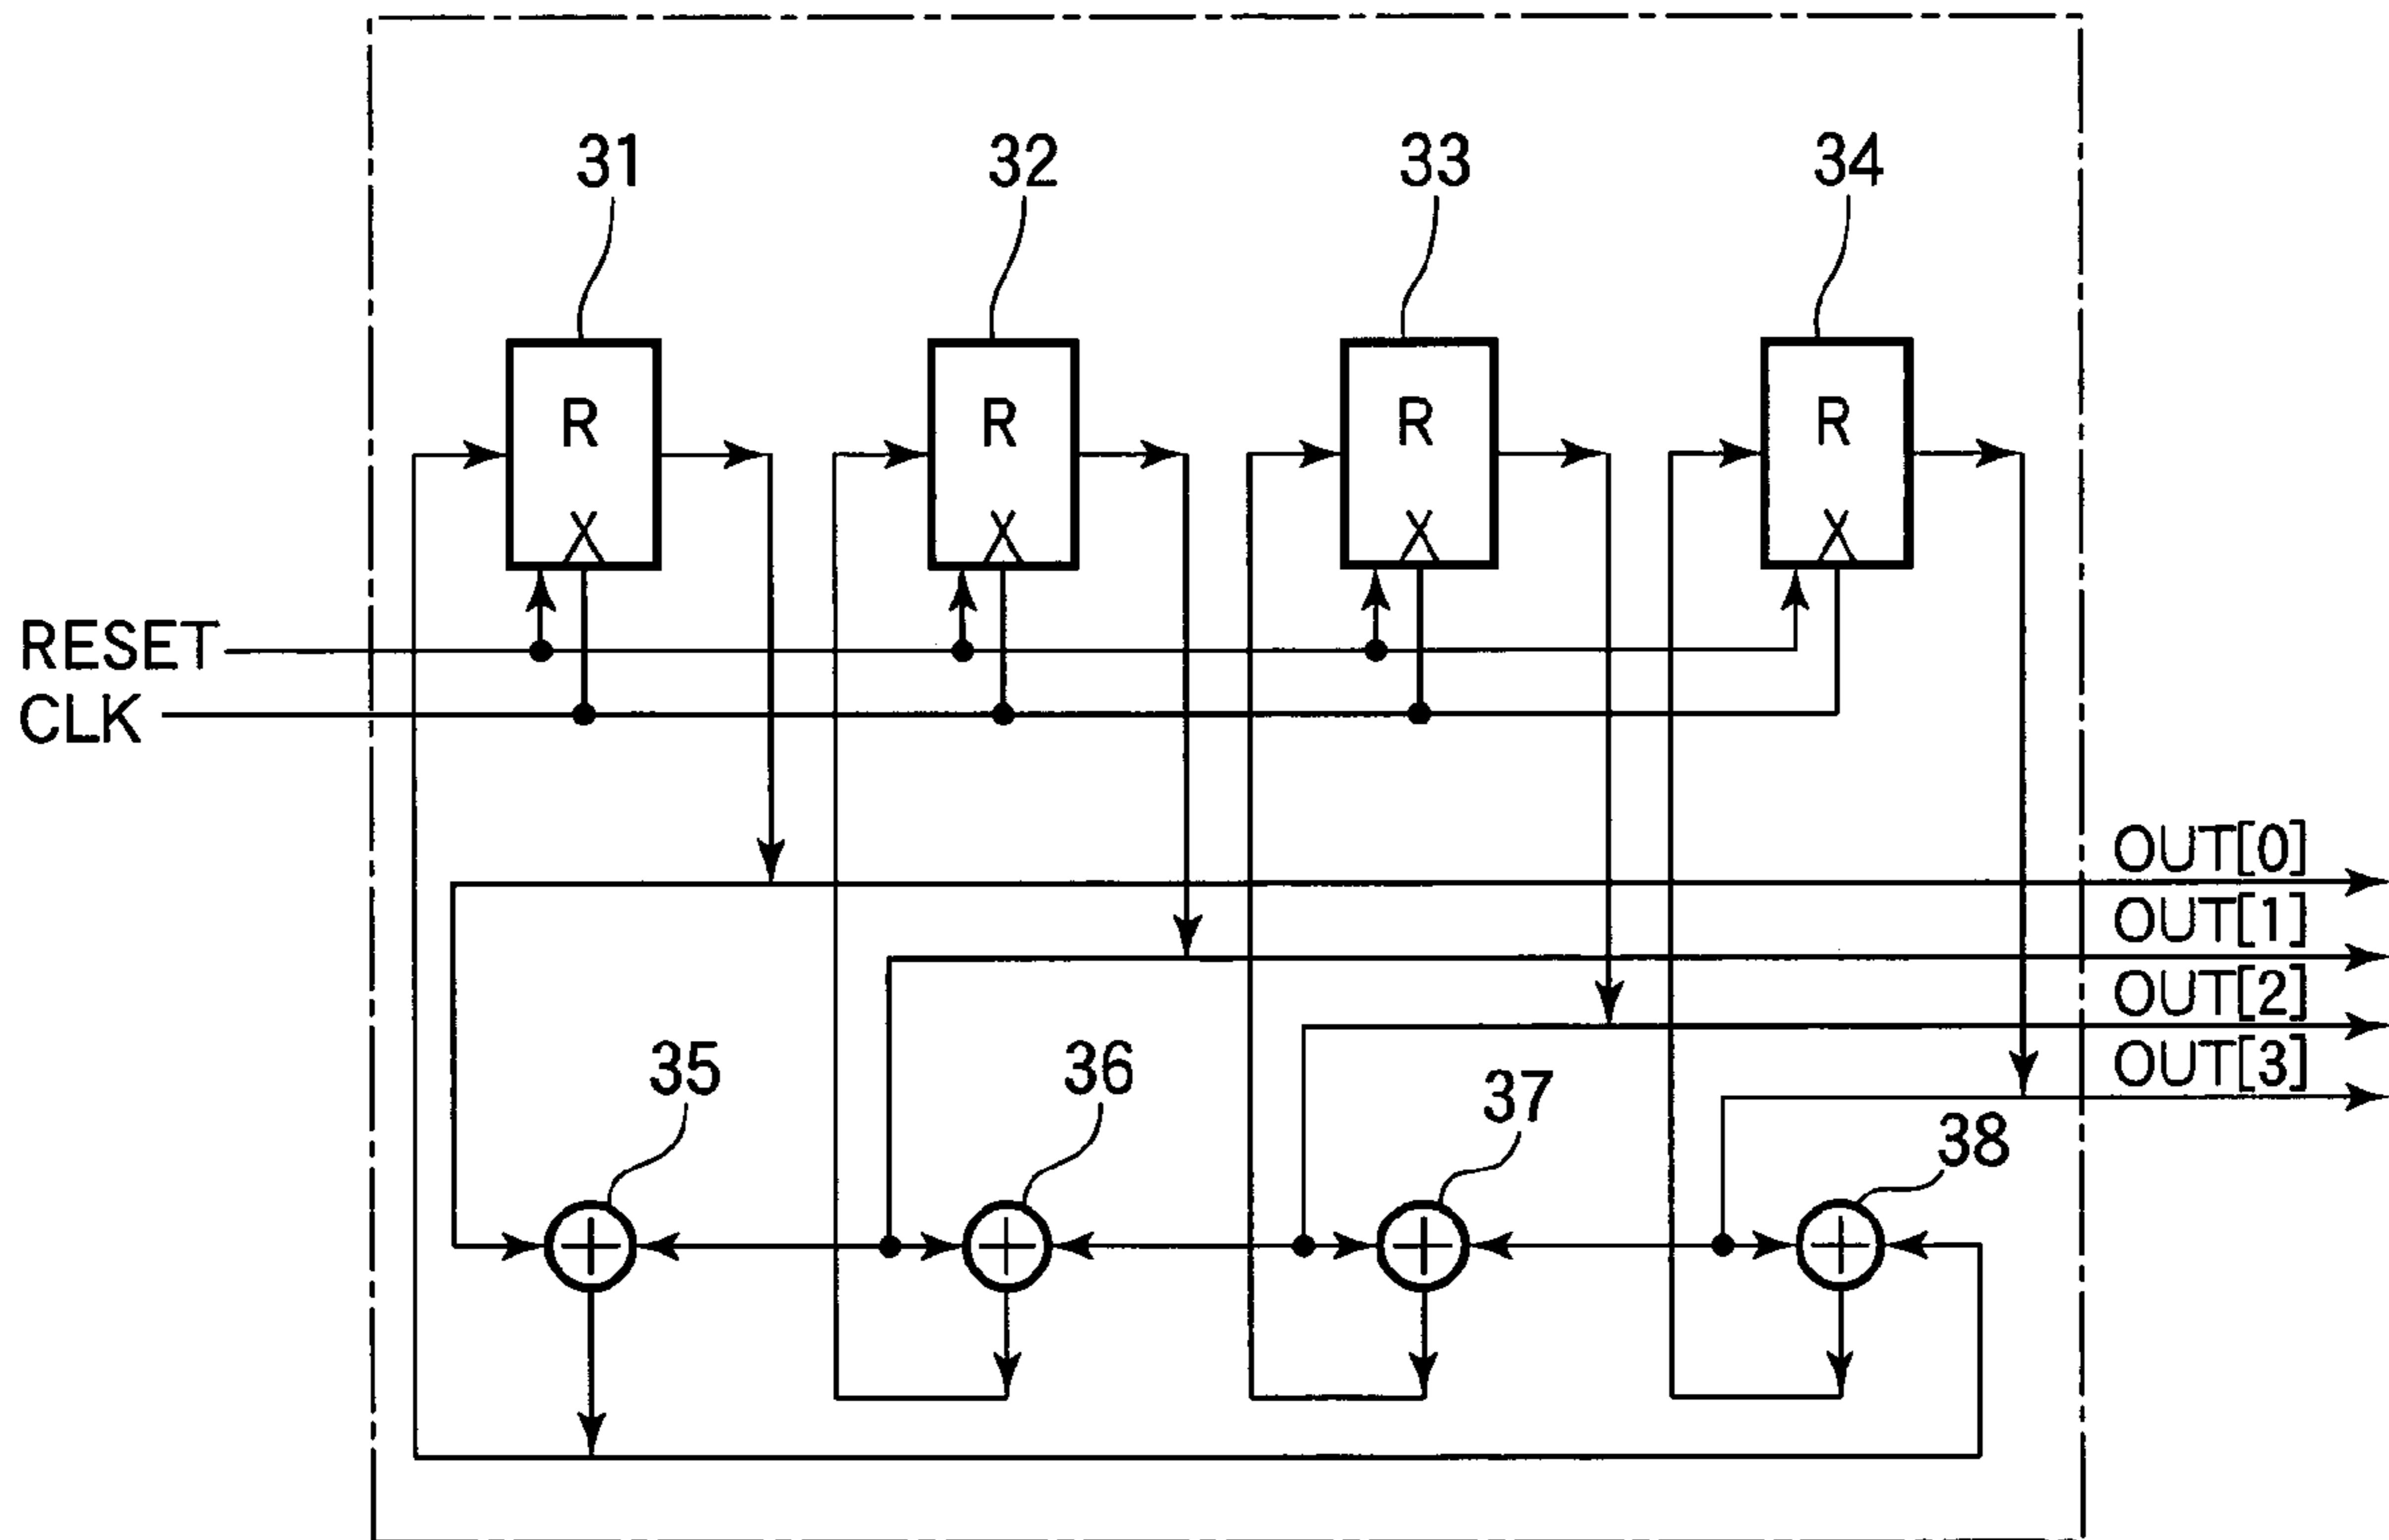 31 32 33 34
R R R R
X X X X
RESET
CLK
OUT[0]
OUT[1]
OUT[2]
OUT[3]
35 36 37 38